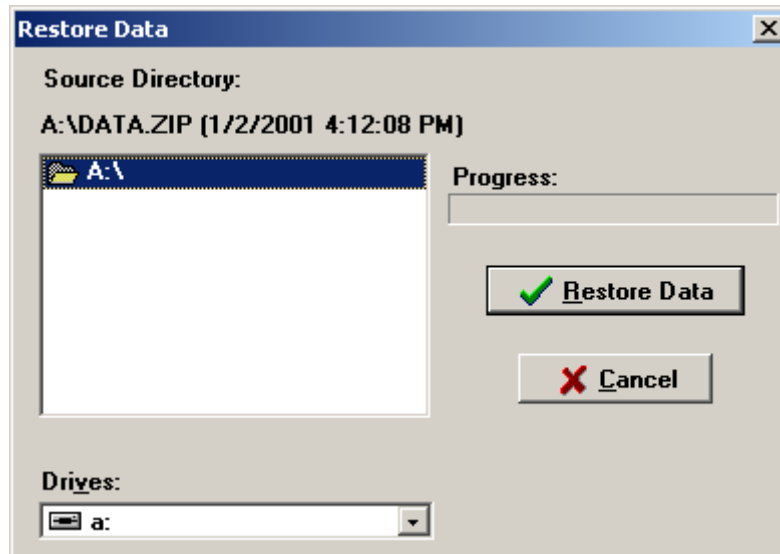 Restore Data
Source Directory:
A:\DATA.ZIP (1/2/2001 4:12:08 PM)
A:\
Progress:
Restore Data
Cancel
Drives:
a: